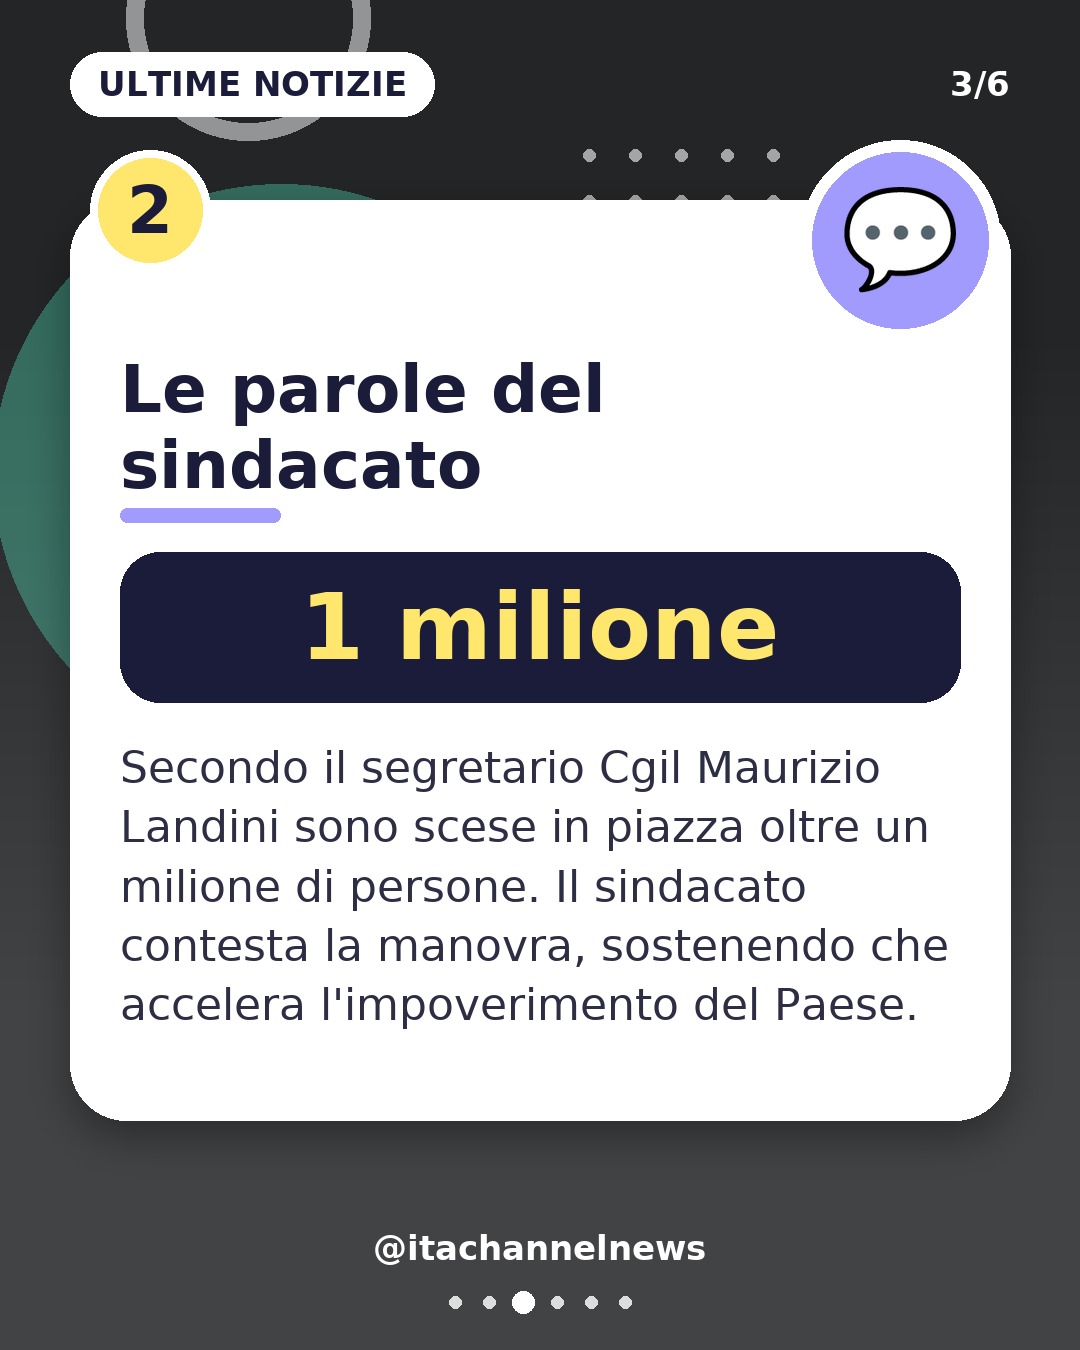 ULTIME NOTIZIE
3/6
2
Le parole del
sindacato
1 milione
Secondo il segretario Cgil Maurizio
Landini sono scese in piazza oltre un
milione di persone. Il sindacato
contesta la manovra, sostenendo che
accelera l'impoverimento del Paese.
@itachannelnews